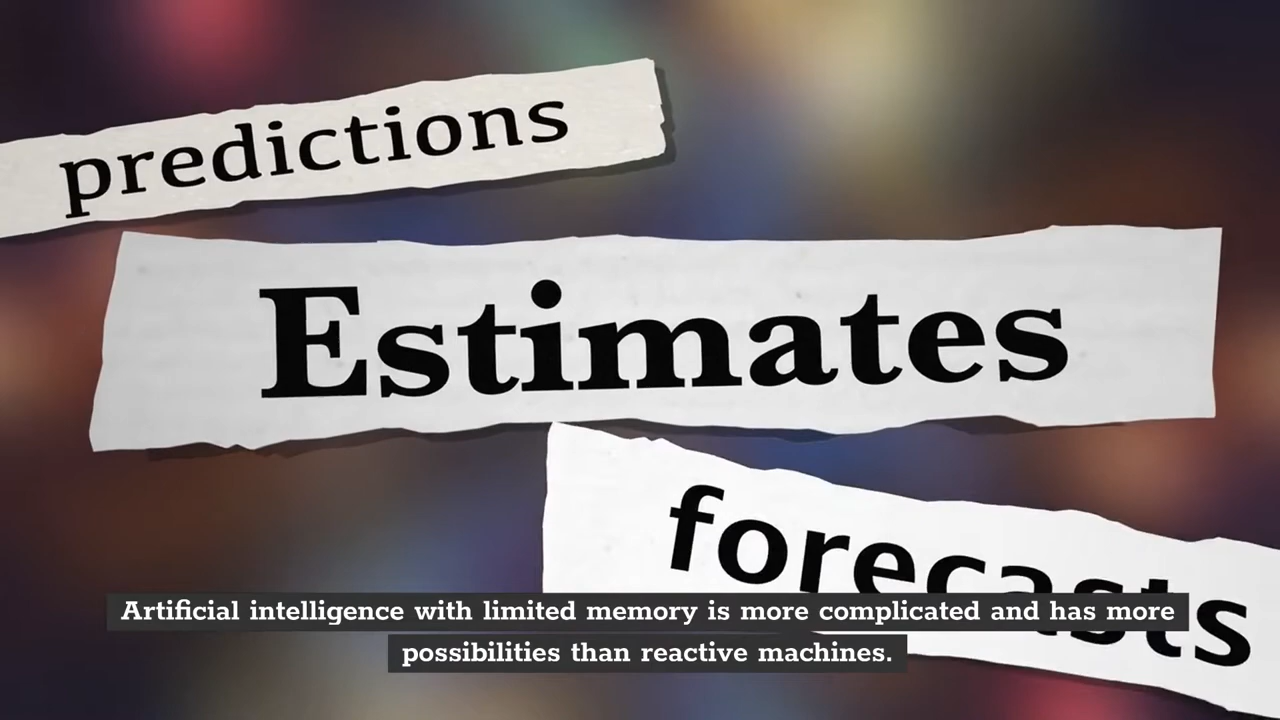 predictions
Estimates
forecasts
Artificial intelligence with limited memory is more complicated and has more
possibilities than reactive machines.